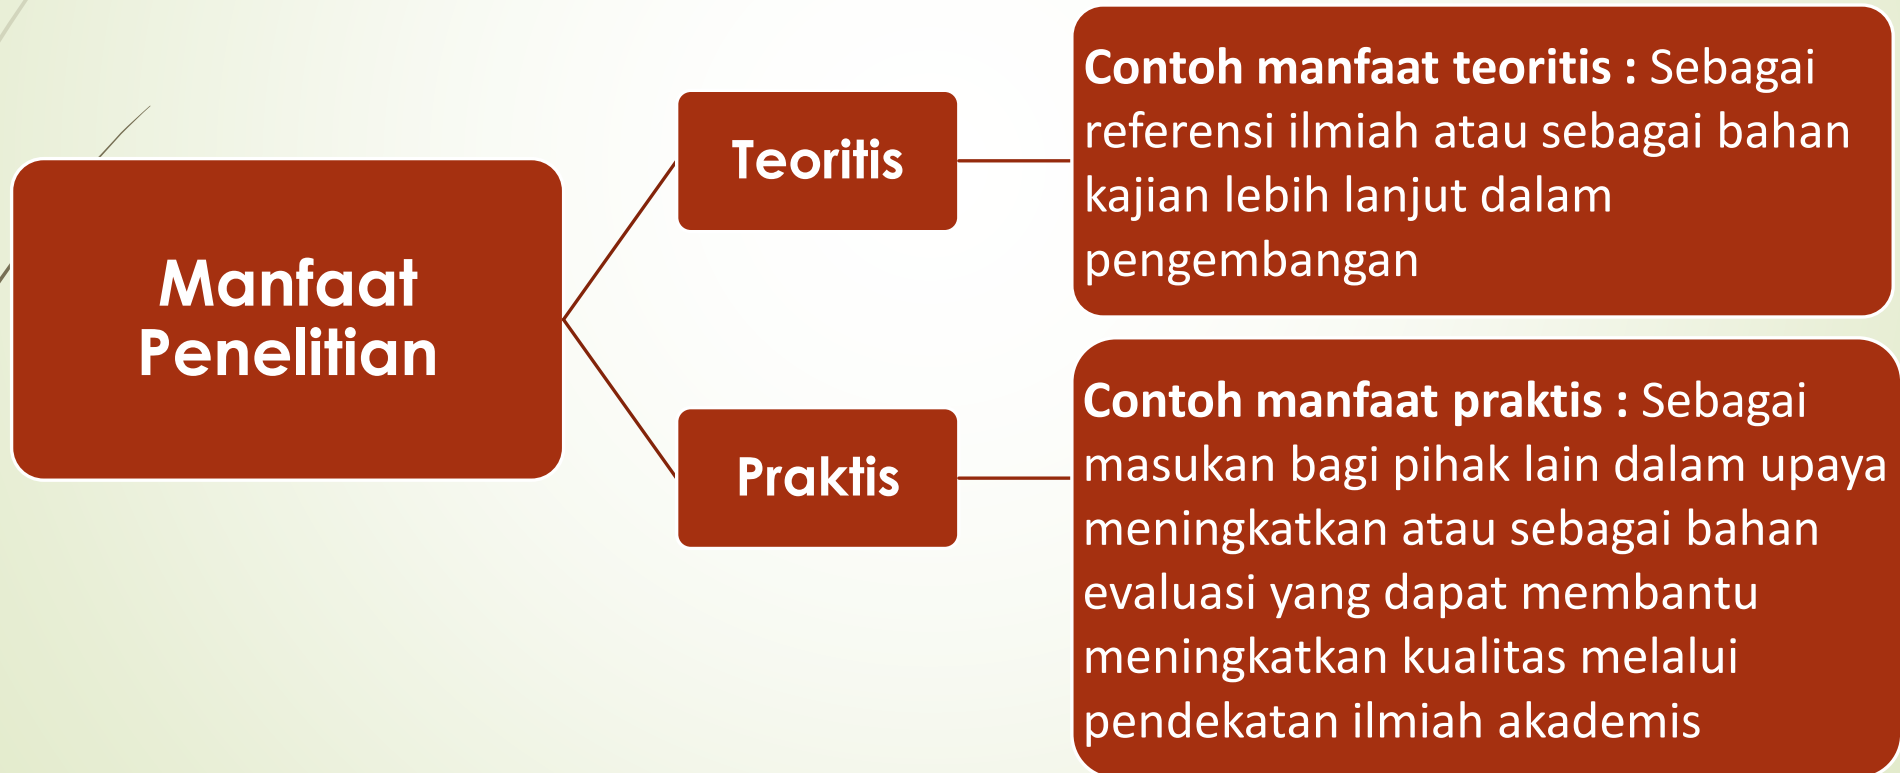 Manfaat
Penelitian
Teoritis
Contoh manfaat teoritis : Sebagai
referensi ilmiah atau sebagai bahan
kajian lebih lanjut dalam
pengembangan
Praktis
Contoh manfaat praktis : Sebagai
masukan bagi pihak lain dalam upaya
meningkatkan atau sebagai bahan
evaluasi yang dapat membantu
meningkatkan kualitas melalui
pendekatan ilmiah akademis